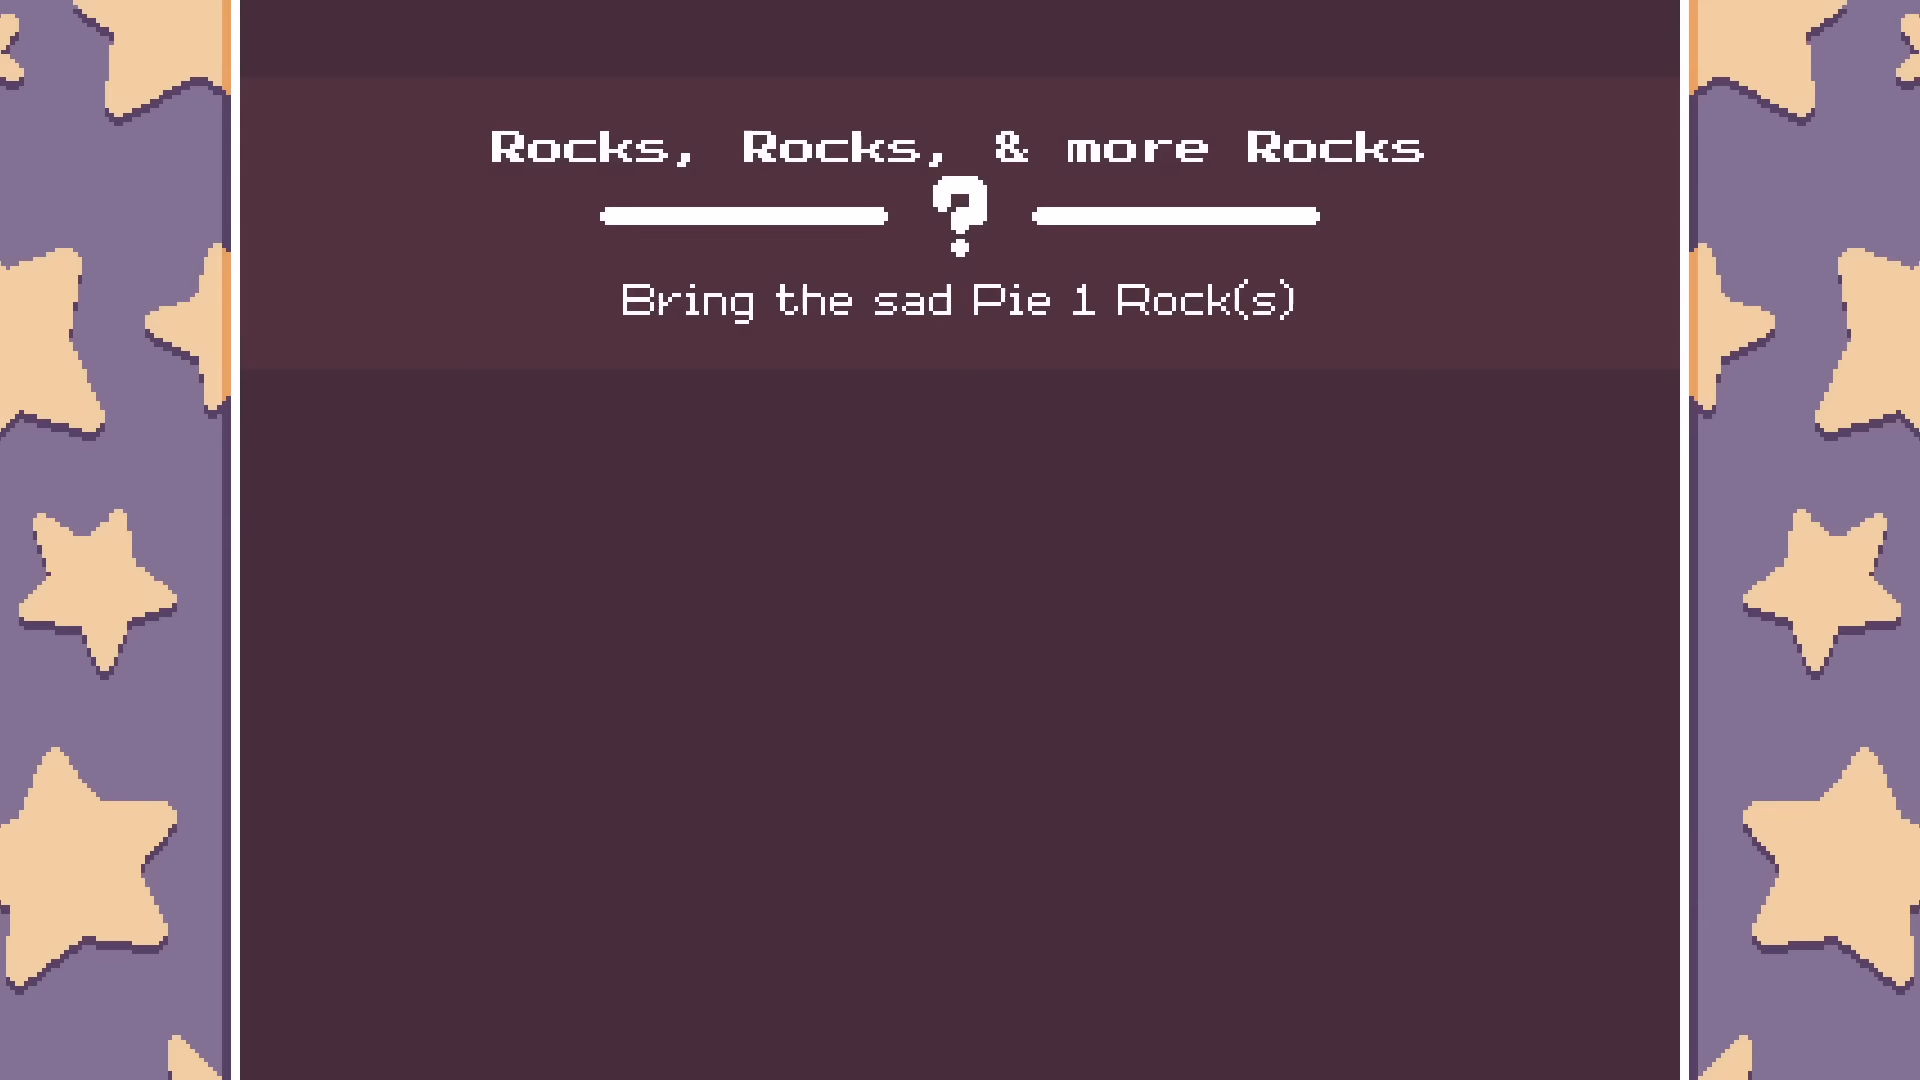 Rocks, Rocks, & more Rocks
?
Bring the sad Pie 1 Rock(s)